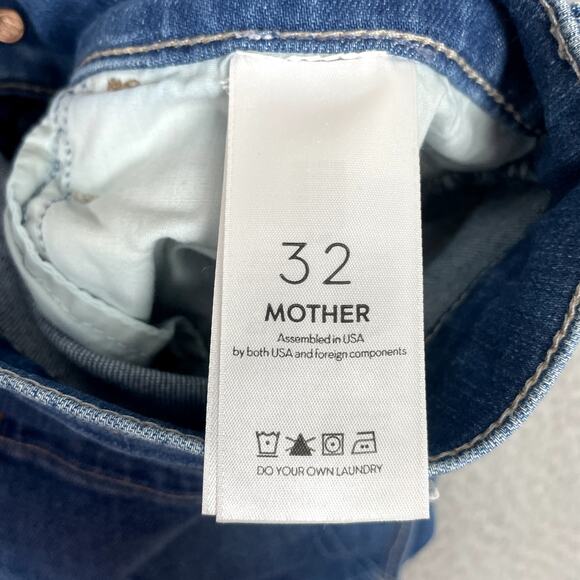 32
MOTHER
Assembled in USA
by both USA and foreign components
DO YOUR OWN LAUNDRY